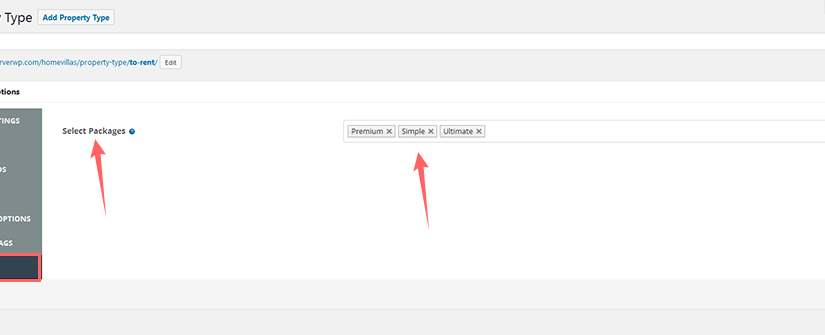 Type Add Property Type
rverwp.com/homevillas/property-type/to-rent/ Edit
tions
TINGS
Select Packages ? Premium × Simple × Ultimate ×
DS
OPTIONS
AGS